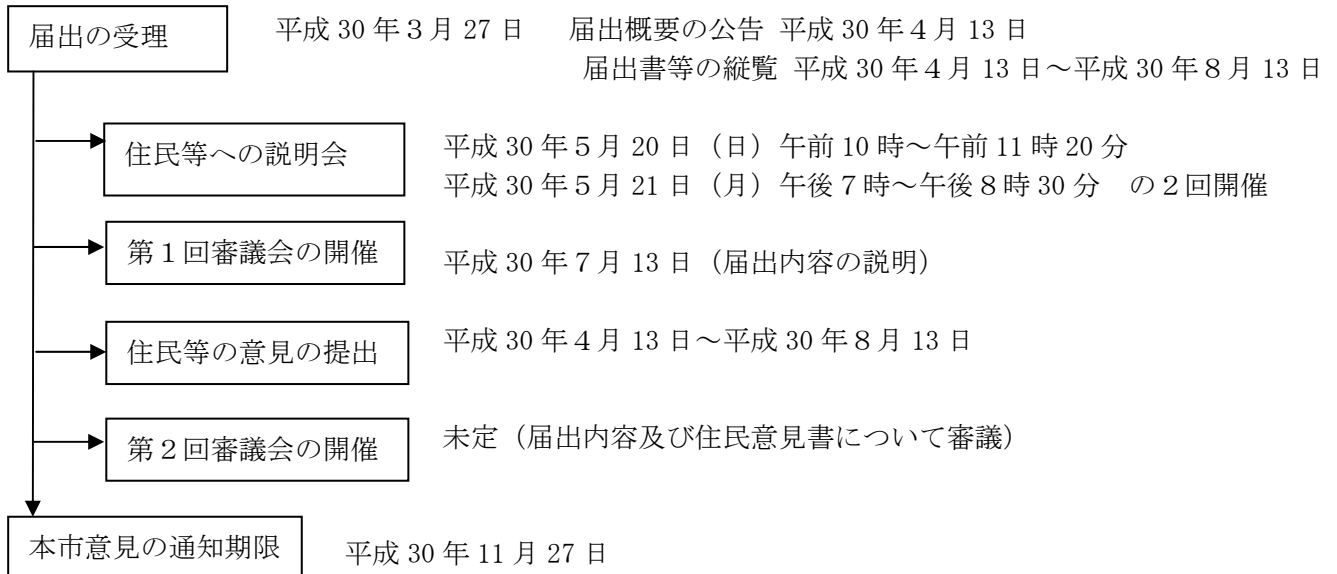 届出の受理　平成 30 年３月 27 日　届出概要の公告 平成 30 年４月 13 日
届出書等の縦覧 平成 30 年４月 13 日～平成 30 年８月 13 日
住民等への説明会　平成 30 年５月 20 日（日）午前 10 時～午前 11 時 20 分
平成 30 年５月 21 日（月）午後７時～午後８時 30 分　の２回開催
第１回審議会の開催　平成 30 年７月 13 日（届出内容の説明）
住民等の意見の提出　平成 30 年４月 13 日～平成 30 年８月 13 日
第２回審議会の開催　未定（届出内容及び住民意見書について審議）
本市意見の通知期限　平成 30 年 11 月 27 日